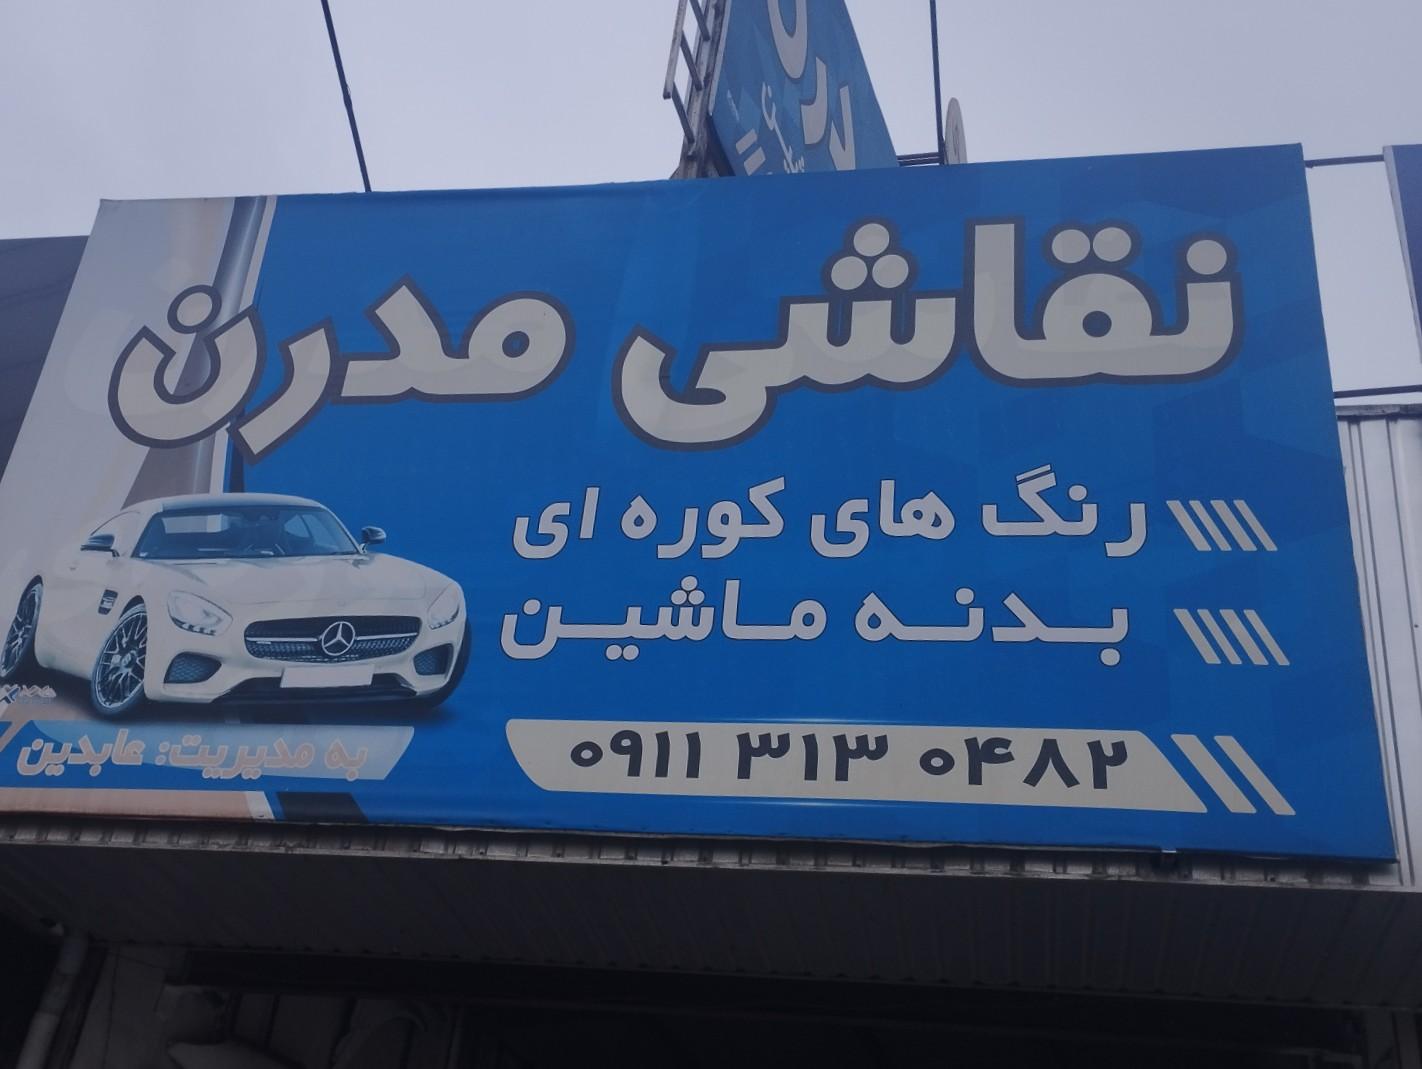 نقاشی مدرن
رنگ های کوره ای
بدنه ماشین
۰۹۱۱ ۳۱۳ ۰۴۸۲
به مدیریت: عابدین